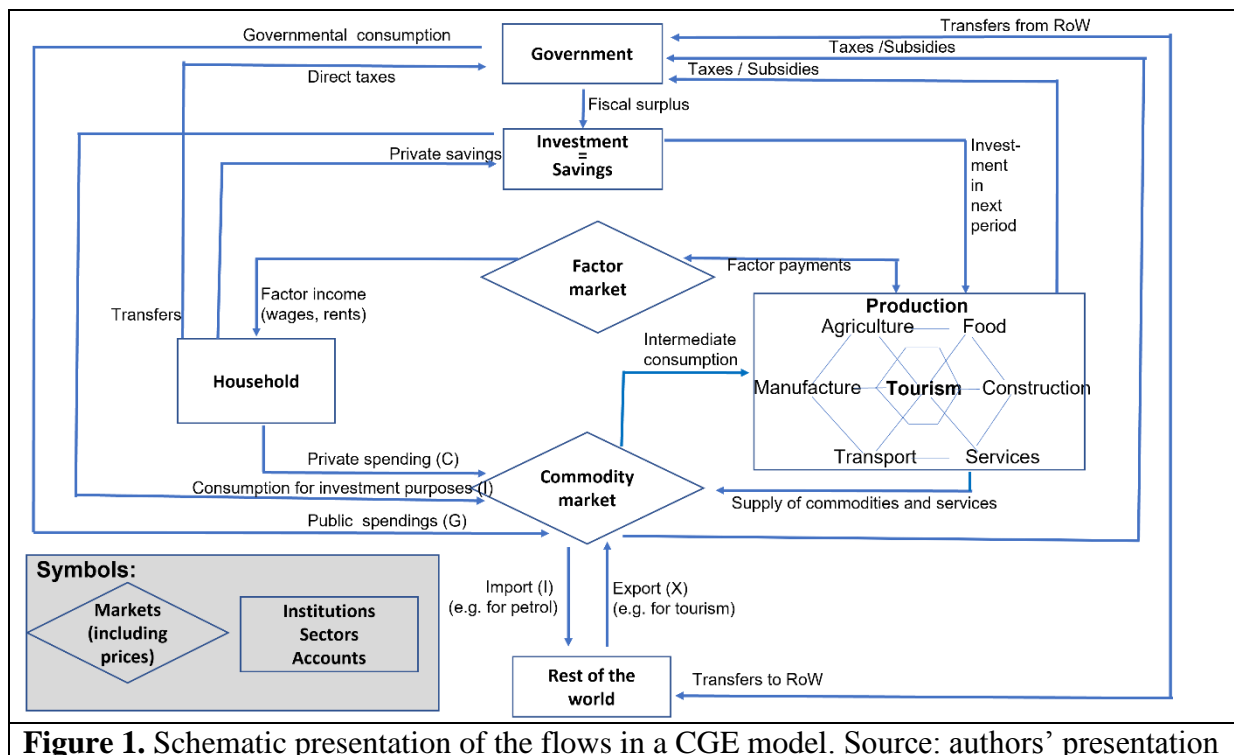 Transfers from RoW
Governmental consumption
Government
Taxes /Subsidies
Direct taxes
Taxes / Subsidies
Fiscal surplus
Investment
=
Savings
Private savings
Invest-
ment
in
next
period
Factor
market
Factor payments
Factor income
(wages, rents)
Transfers
Production
Agriculture
Food
Manufacture
Tourism
Construction
Transport
Services
Intermediate
consumption
Household
Private spending (C)
Commodity
market
Consumption for investment purposes (I)
Supply of commodities and services
Public spendings (G)
Symbols:
Markets
(including
prices)
Institutions
Sectors
Accounts
Import (I)
(e.g. for petrol)
Export (X)
(e.g. for tourism)
Rest of the
world
Transfers to RoW
Figure 1. Schematic presentation of the flows in a CGE model. Source: authors’ presentation